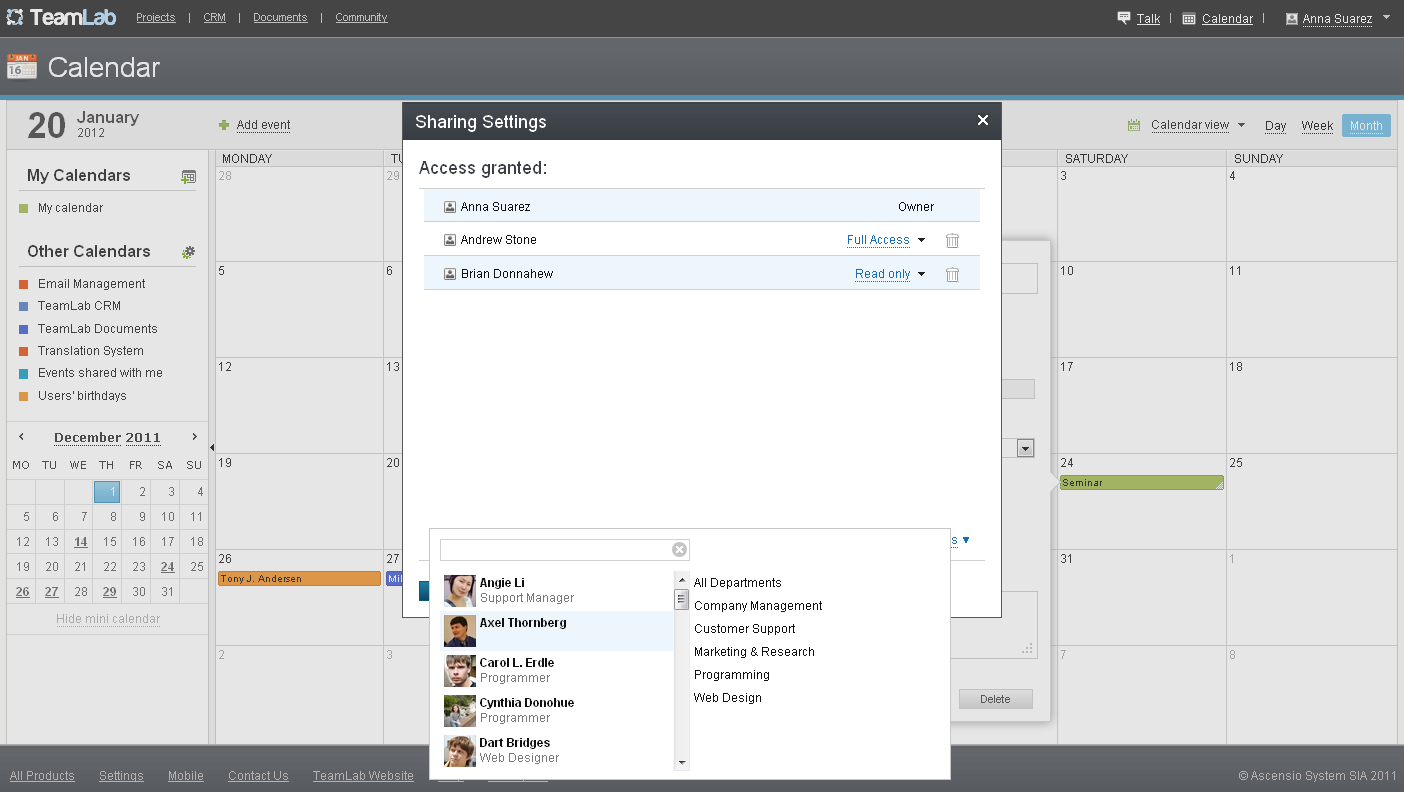 TeamLab Projects | CRM | Documents | Community
Talk | Calendar | Anna Suarez
JAN 16
Calendar
20 January
2012
Add event
Calendar view Day Week Month
My Calendars
My calendar
Other Calendars
Email Management
TeamLab CRM
TeamLab Documents
Translation System
Events shared with me
Users' birthdays
December 2011
MO TU WE TH FR SA SU
1 2 3 4
5 6 7 8 9 10 11
12 13 14 15 16 17 18
19 20 21 22 23 24 25
26 27 28 29 30 31
Hide mini calendar
MONDAY TU SATURDAY SUNDAY
28 29 3 4
5 6 10 11
12 13 17 18
19 20 24 25
Seminar
26 27 31 1
Tony J. Andersen Mil
2 3 7 8
Sharing Settings
Access granted:
Anna Suarez Owner
Andrew Stone Full Access
Brian Donnahew Read only
Angie Li
Support Manager
Axel Thornberg
Carol L. Erdle
Programmer
Cynthia Donohue
Programmer
Dart Bridges
Web Designer
All Departments
Company Management
Customer Support
Marketing & Research
Programming
Web Design
Delete
All Products Settings Mobile Contact Us TeamLab Website
© Ascensio System SIA 2011